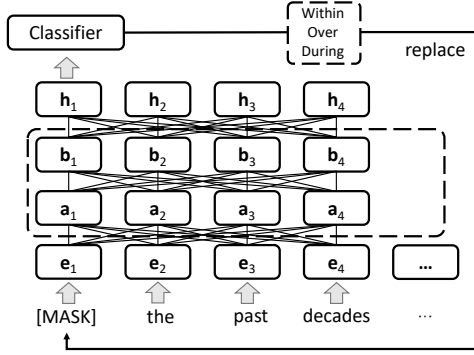 Classifier
Within
Over
During
replace
h1 h2 h3 h4
b1 b2 b3 b4
a1 a2 a3 a4
e1 e2 e3 e4 ...
[MASK] the past decades ...